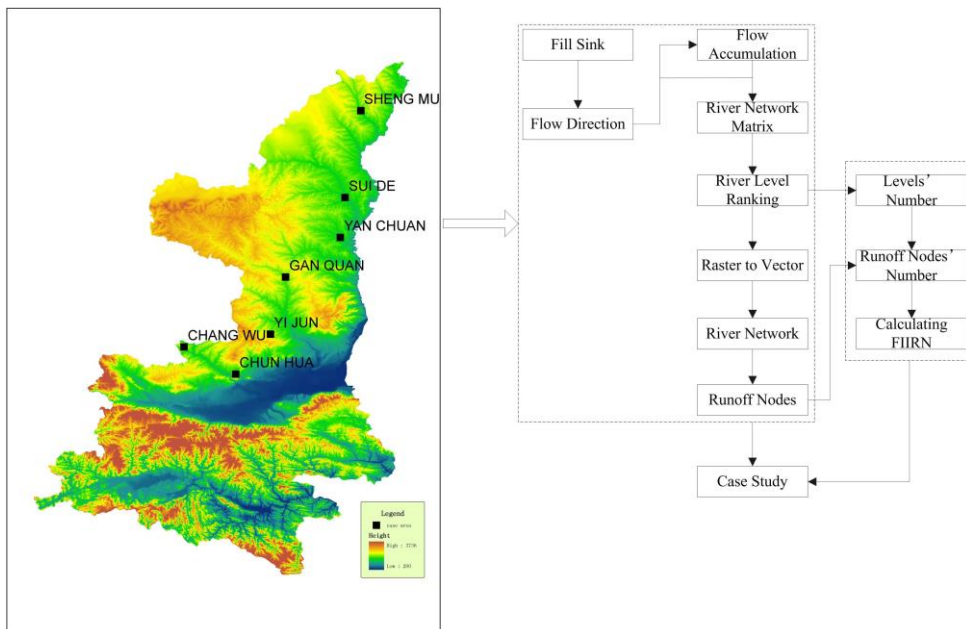 SHENG MU
SUI DE
YAN CHUAN
GAN QUAN
YI JUN
CHANG WU
CHUN HUA
Legend
Height
High : 3738
Low : 200
Fill Sink
Flow Direction
Flow
Accumulation
River Network
Matrix
River Level
Ranking
Raster to Vector
River Network
Runoff Nodes
Case Study
Levels’
Number
Runoff Nodes’
Number
Calculating
FIIRN